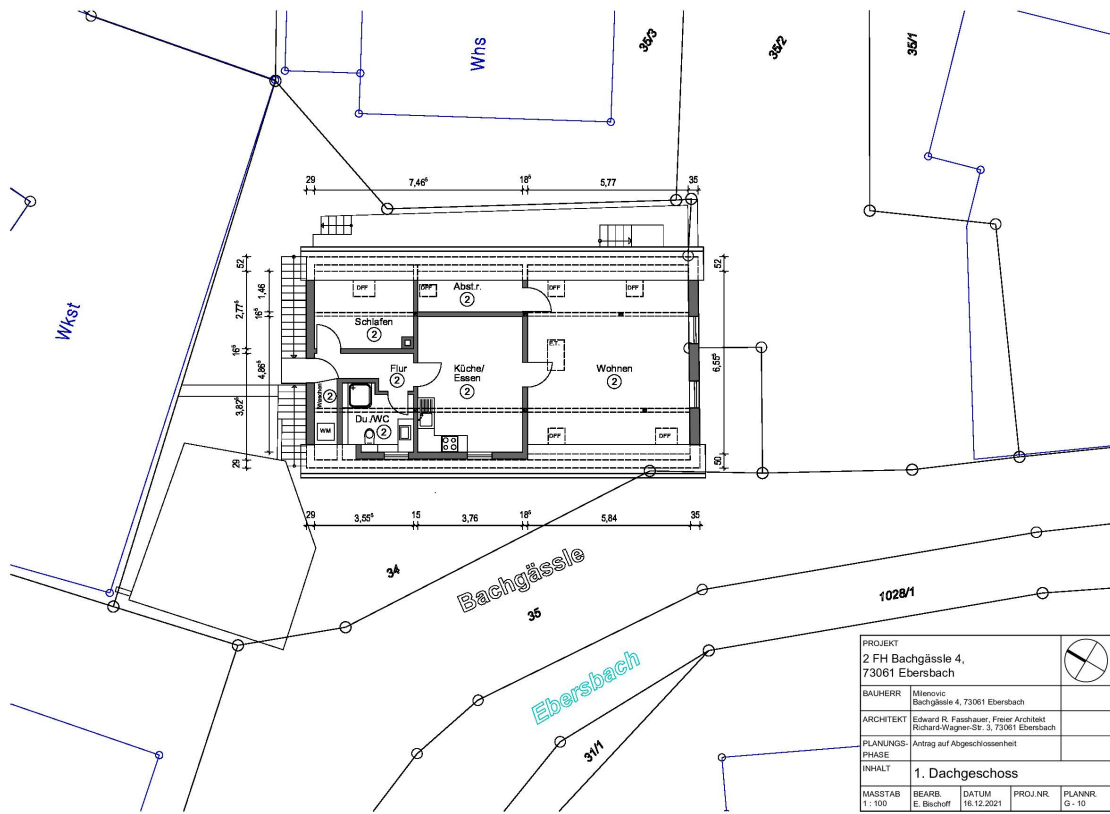 35/3
35/2
35/1
Whs
Wkst
29 7,46⁵ 18⁵ 5,77 35
52
2,77⁵
16⁵
3,82⁵
29
1,46
16⁵
4,86⁵
52
6,55⁵
50
DFF DFF DFF DFF
Abst.r.
2
Schlafen
2
E.T.
Flur
2
Küche/
Essen
2
Wohnen
2
Waschen
2
WM
Du./WC
2
DFF DFF
29 3,55⁵ 15 3,76 18⁵ 5,84 35
34
Bachgässle
35
1028/1
Ebersbach
31/1
PROJEKT
2 FH Bachgässle 4,
73061 Ebersbach
BAUHERR Milenovic
Bachgässle 4, 73061 Ebersbach
ARCHITEKT Edward R. Fasshauer, Freier Architekt
Richard-Wagner-Str. 3, 73061 Ebersbach
PLANUNGS-
PHASE Antrag auf Abgeschlossenheit
INHALT 1. Dachgeschoss
MASSTAB BEARB. DATUM PROJ.NR. PLANNR.
1 : 100 E. Bischoff 16.12.2021 G - 10